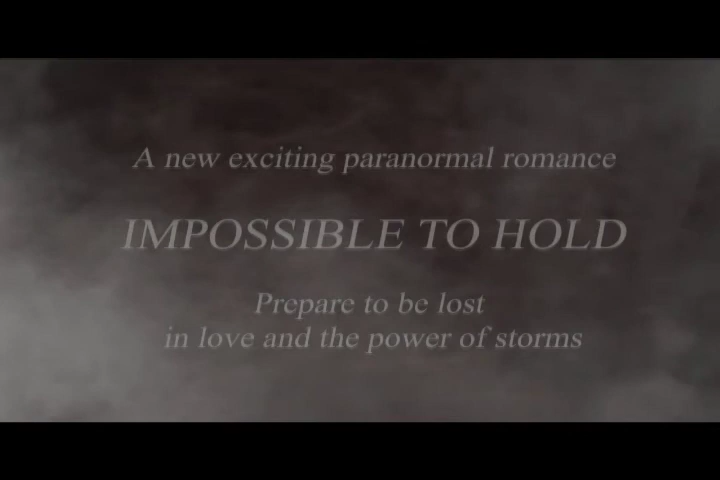 A new exciting paranormal romance
IMPOSSIBLE TO HOLD
Prepare to be lost
in love and the power of storms